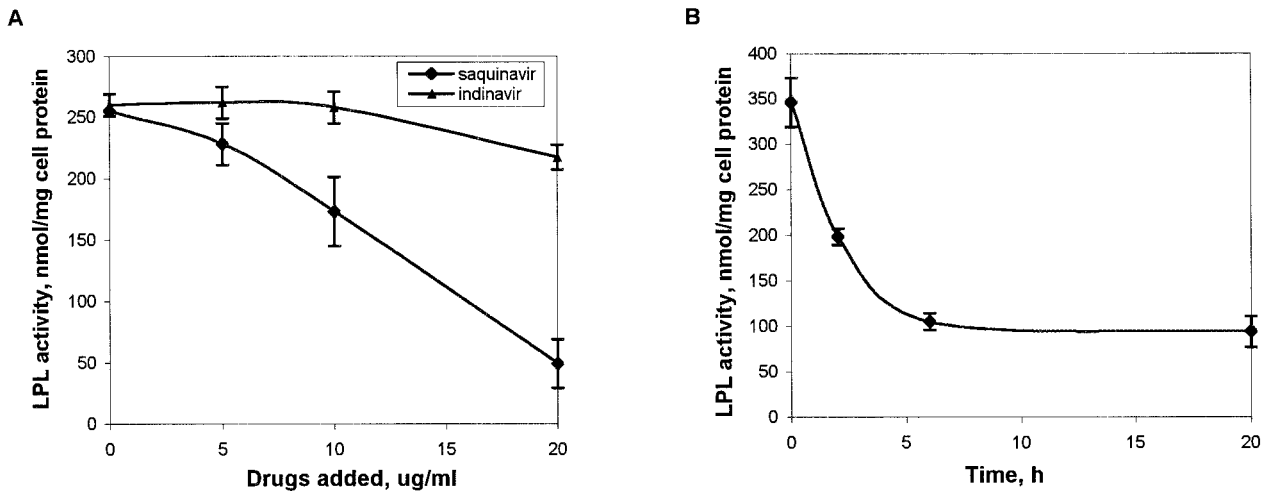 A
LPL activity, nmol/mg cell protein
300
250
200
150
100
50
0
0 5 10 15 20
Drugs added, ug/ml
saquinavir
indinavir
B
LPL activity, nmol/mg cell protein
400
350
300
250
200
150
100
50
0
0 5 10 15 20
Time, h